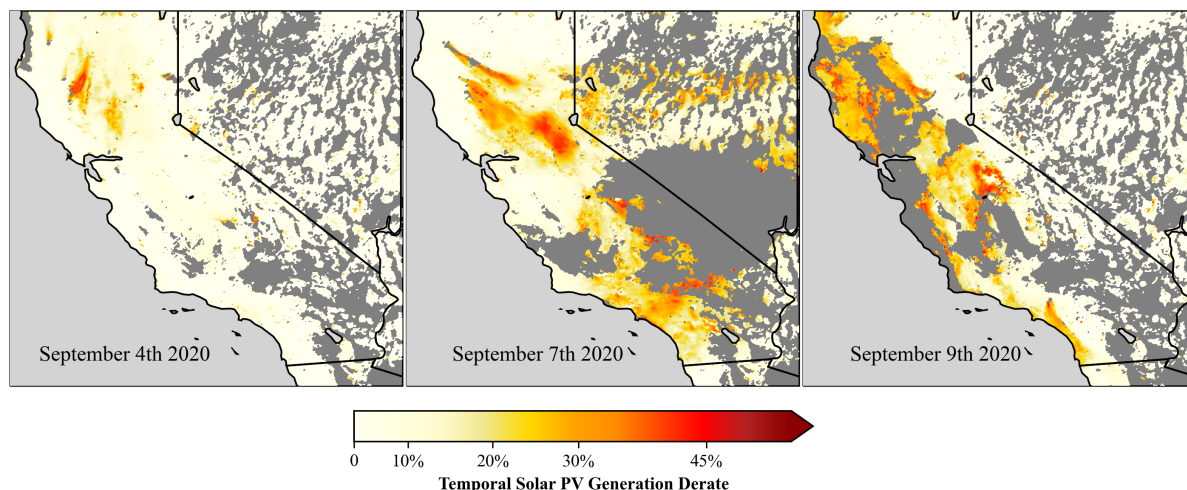 September 4th 2020
September 7th 2020
September 9th 2020
0 10% 20% 30% 45%
Temporal Solar PV Generation Derate